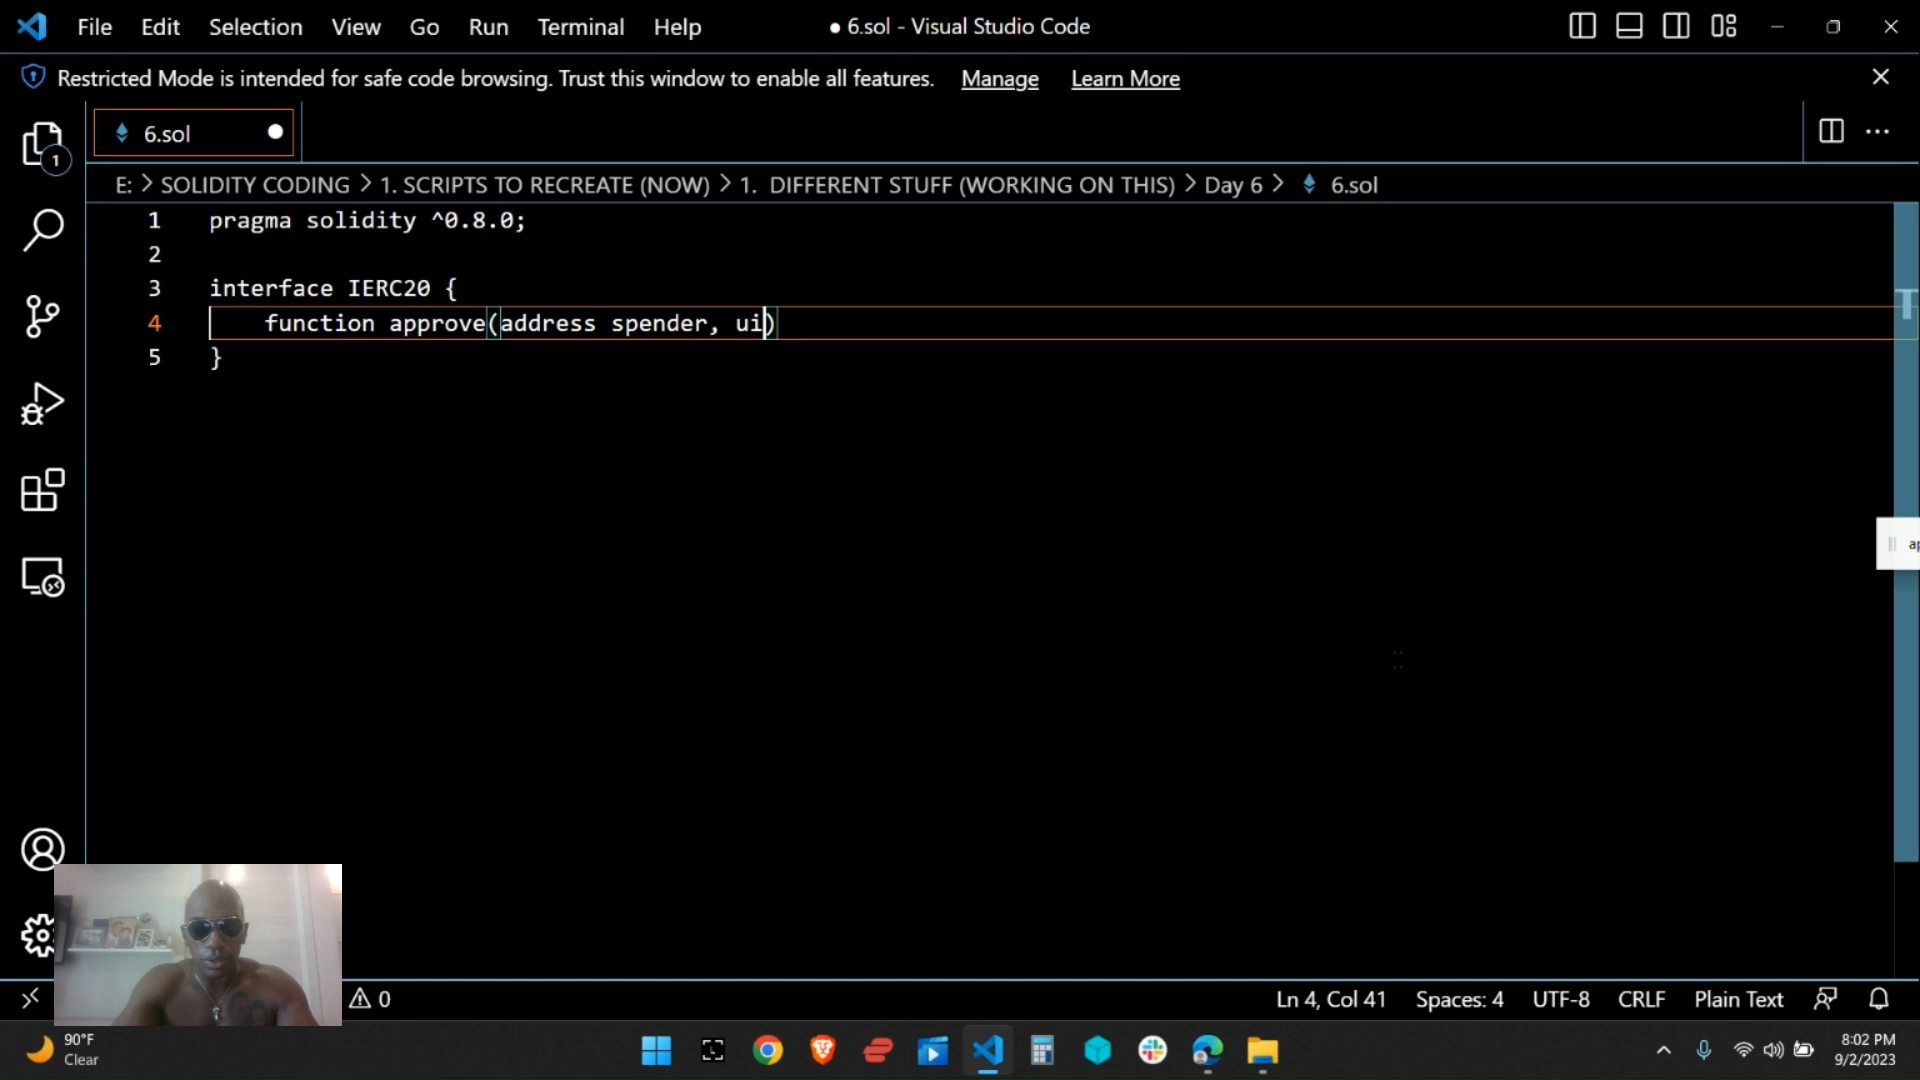 File Edit Selection View Go Run Terminal Help ● 6.sol - Visual Studio Code
Restricted Mode is intended for safe code browsing. Trust this window to enable all features. Manage Learn More
1
6.sol
E: > SOLIDITY CODING > 1. SCRIPTS TO RECREATE (NOW) > 1. DIFFERENT STUFF (WORKING ON THIS) > Day 6 > 6.sol
1 pragma solidity ^0.8.0;
2
3 interface IERC20 {
4 function approve(address spender, ui)
5 }
0 Ln 4, Col 41 Spaces: 4 UTF-8 CRLF Plain Text
90°F
Clear
8:02 PM
9/2/2023